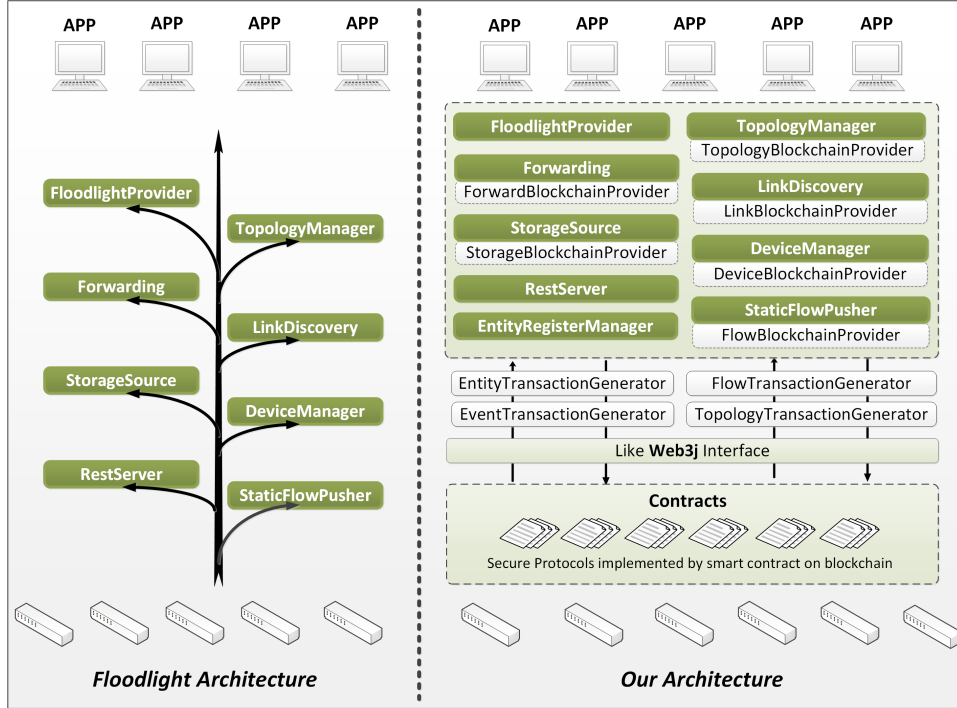 APP APP APP APP
FloodlightProvider
TopologyManager
Forwarding
LinkDiscovery
StorageSource
DeviceManager
RestServer
StaticFlowPusher
Floodlight Architecture
APP APP APP APP APP
FloodlightProvider
Forwarding
ForwardBlockchainProvider
StorageSource
StorageBlockchainProvider
RestServer
EntityRegisterManager
TopologyManager
TopologyBlockchainProvider
LinkDiscovery
LinkBlockchainProvider
DeviceManager
DeviceBlockchainProvider
StaticFlowPusher
FlowBlockchainProvider
EntityTransactionGenerator
FlowTransactionGenerator
EventTransactionGenerator
TopologyTransactionGenerator
Like Web3j Interface
Contracts
Secure Protocols implemented by smart contract on blockchain
Our Architecture